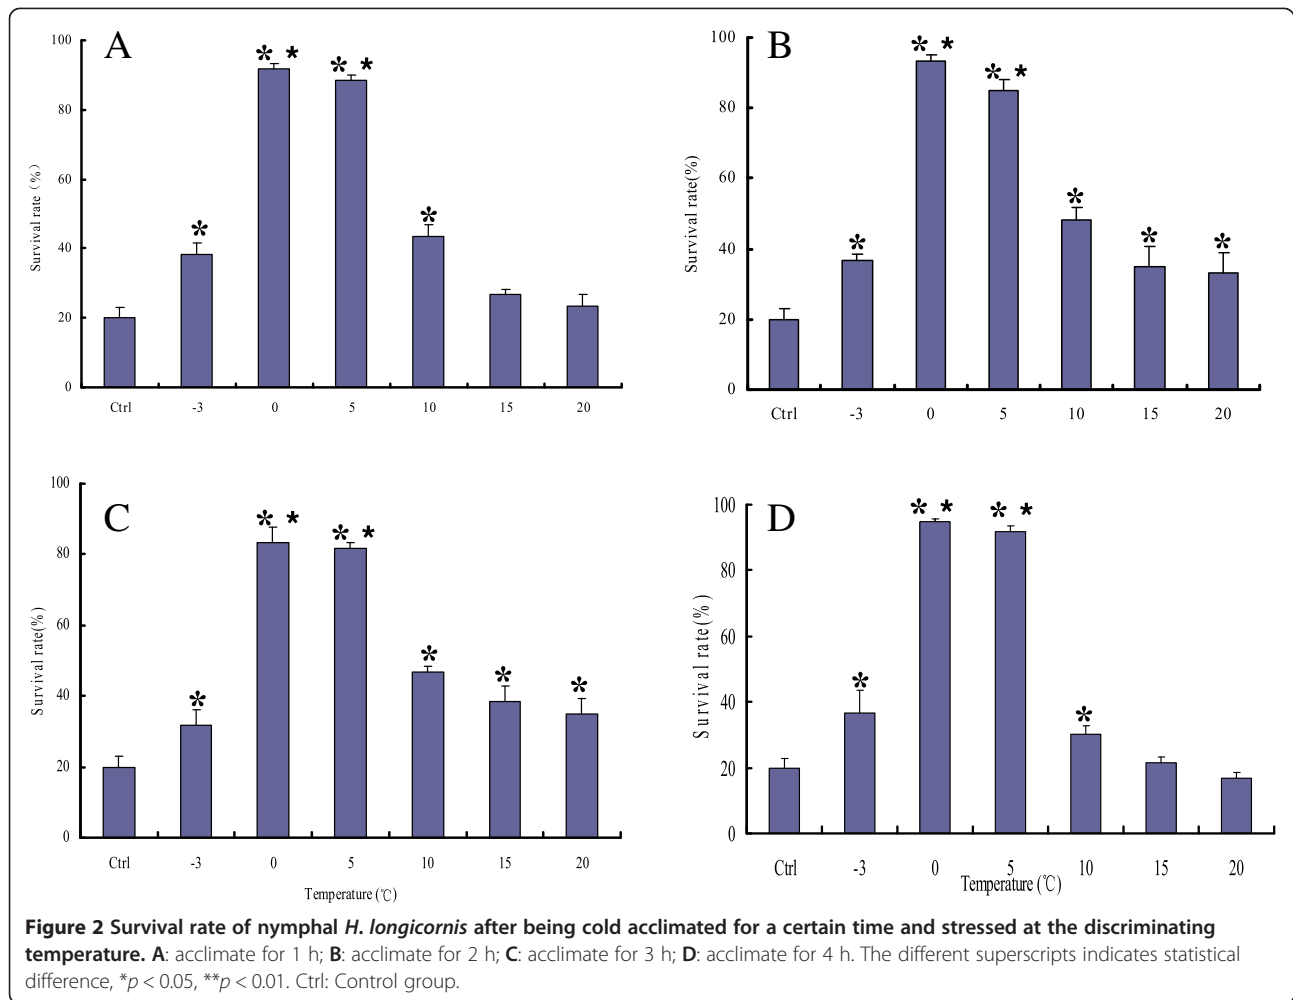 A
* *
* *
*
*
Survival rate (%)
100
80
60
40
20
0
Ctrl -3 0 5 10 15 20
B
* *
* *
*
*
*
*
Survival rate(%)
100
80
60
40
20
0
Ctrl -3 0 5 10 15 20
C
* *
* *
*
*
*
*
Survival rate(%)
100
80
60
40
20
0
Ctrl -3 0 5 10 15 20
Temperature(℃)
D
* *
* *
*
*
Survival rate(%)
100
80
60
40
20
0
Ctrl -3 0 5 10 15 20
Temperature(℃)
Figure 2 Survival rate of nymphal H. longicornis after being cold acclimated for a certain time and stressed at the discriminating
temperature. A: acclimate for 1 h; B: acclimate for 2 h; C: acclimate for 3 h; D: acclimate for 4 h. The different superscripts indicates statistical
difference, *p < 0.05, **p < 0.01. Ctrl: Control group.